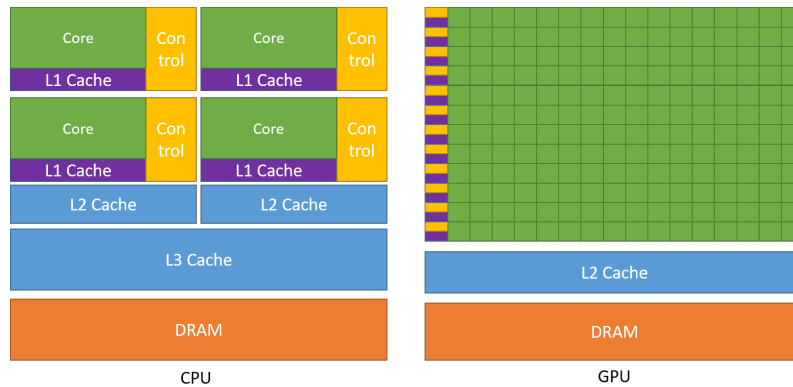 Core
Con
trol
L1 Cache
Core
Con
trol
L1 Cache
Core
Con
trol
L1 Cache
Core
Con
trol
L1 Cache
L2 Cache
L2 Cache
L3 Cache
DRAM
CPU
L2 Cache
DRAM
GPU